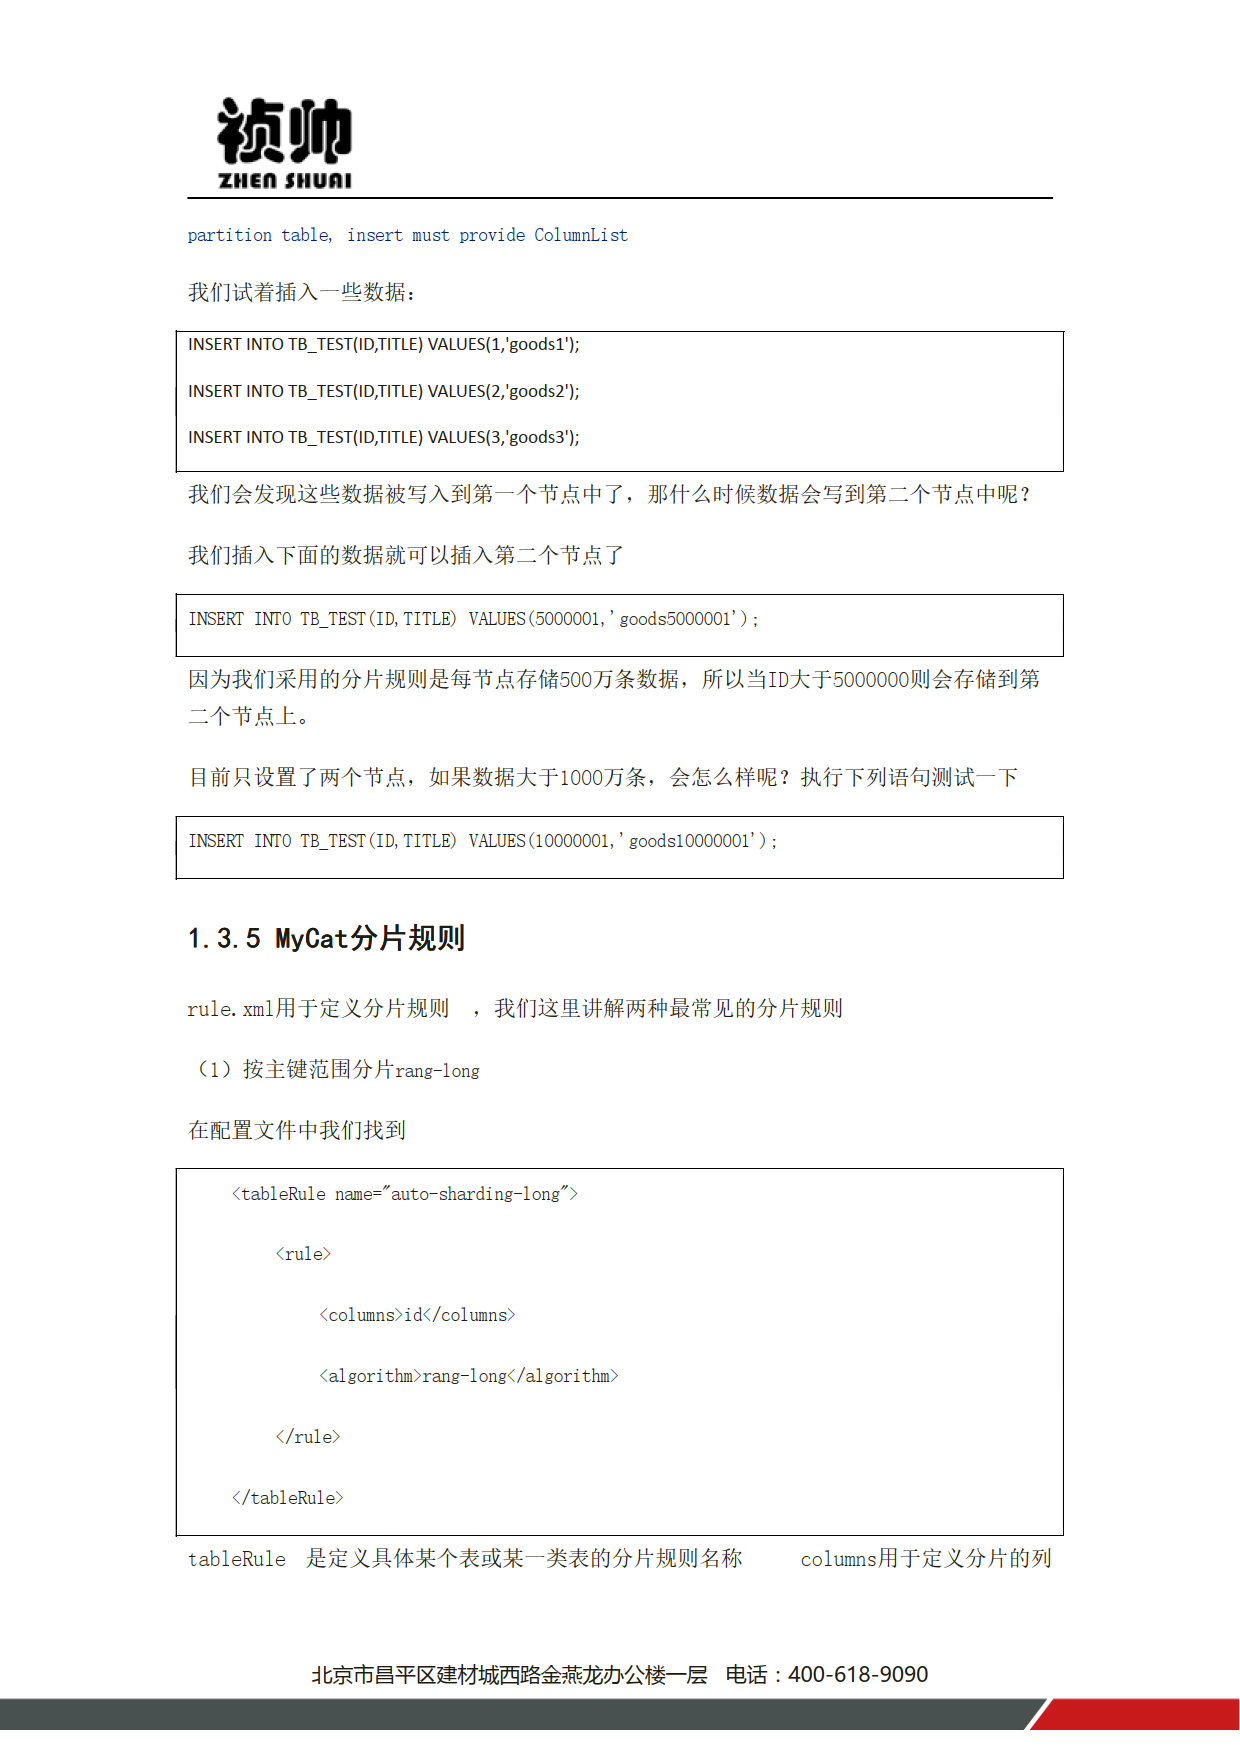 祯帅
ZHEN SHUAI
partition table, insert must provide ColumnList
我们试着插入一些数据：
INSERT INTO TB_TEST(ID,TITLE) VALUES(1,'goods1');
INSERT INTO TB_TEST(ID,TITLE) VALUES(2,'goods2');
INSERT INTO TB_TEST(ID,TITLE) VALUES(3,'goods3');
我们会发现这些数据被写入到第一个节点中了，那什么时候数据会写到第二个节点中呢？
我们插入下面的数据就可以插入第二个节点了
INSERT INTO TB_TEST(ID,TITLE) VALUES(5000001,'goods5000001');
因为我们采用的分片规则是每节点存储500万条数据，所以当ID大于5000000则会存储到第
二个节点上。
目前只设置了两个节点，如果数据大于1000万条，会怎么样呢？执行下列语句测试一下
INSERT INTO TB_TEST(ID,TITLE) VALUES(10000001,'goods10000001');
1.3.5 MyCat分片规则
rule.xml用于定义分片规则 ，我们这里讲解两种最常见的分片规则
（1）按主键范围分片rang-long
在配置文件中我们找到
<tableRule name="auto-sharding-long">
<rule>
<columns>id</columns>
<algorithm>rang-long</algorithm>
</rule>
</tableRule>
tableRule 是定义具体某个表或某一类表的分片规则名称 columns用于定义分片的列
北京市昌平区建材城西路金燕龙办公楼一层 电话：400-618-9090